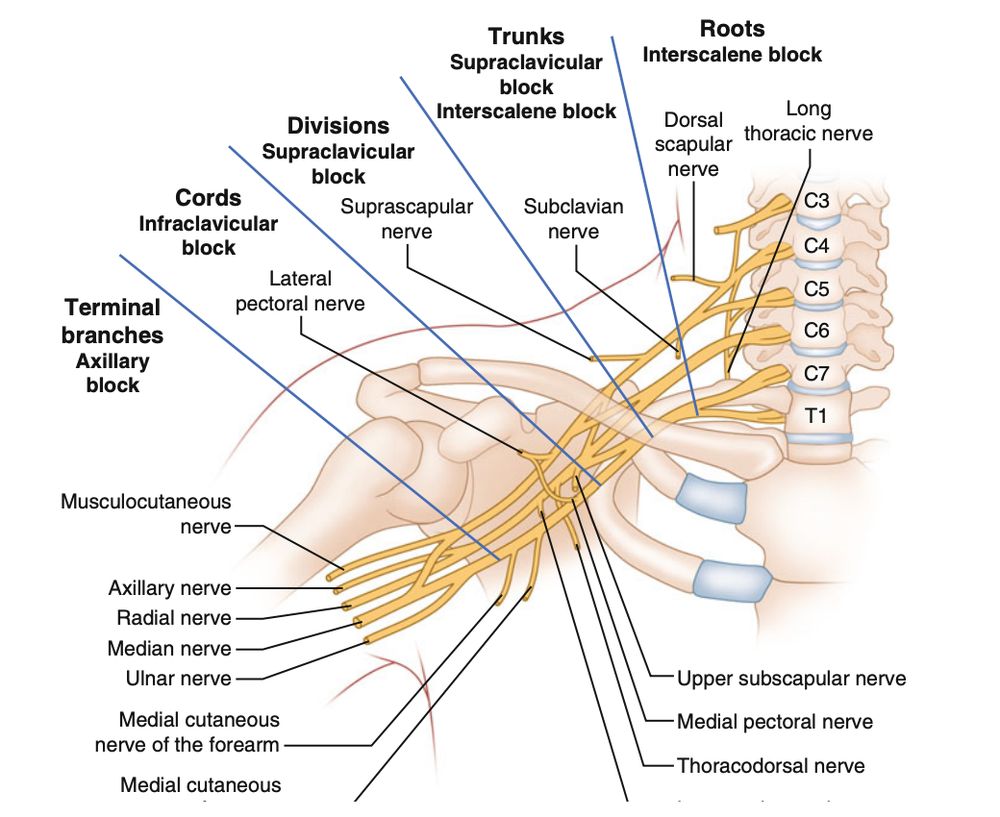 Roots
Interscalene block
Trunks
Supraclavicular
block
Interscalene block
Divisions
Supraclavicular
block
Cords
Infraclavicular
block
Terminal
branches
Axillary
block
Long
thoracic nerve
Dorsal
scapular
nerve
Subclavian
nerve
Suprascapular
nerve
Lateral
pectoral nerve
C3
C4
C5
C6
C7
T1
Musculocutaneous
nerve
Axillary nerve
Radial nerve
Median nerve
Ulnar nerve
Medial cutaneous
nerve of the forearm
Medial cutaneous
Upper subscapular nerve
Medial pectoral nerve
Thoracodorsal nerve